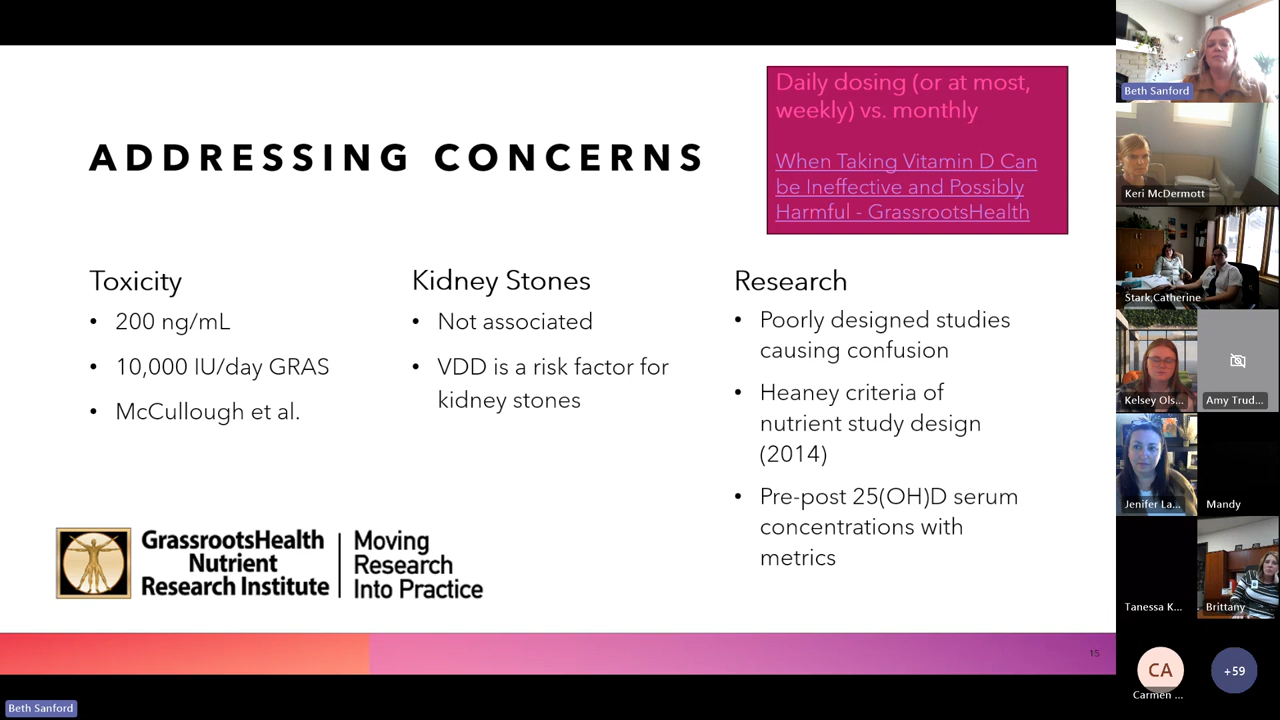 Daily dosing (or at most,
weekly) vs. monthly
When Taking Vitamin D Can
be Ineffective and Possibly
Harmful - GrassrootsHealth
ADDRESSING CONCERNS
Toxicity
• 200 ng/mL
• 10,000 IU/day GRAS
• McCullough et al.
Kidney Stones
• Not associated
• VDD is a risk factor for
kidney stones
Research
• Poorly designed studies
causing confusion
• Heaney criteria of
nutrient study design
(2014)
• Pre-post 25(OH)D serum
concentrations with
metrics
GrassrootsHealth
Nutrient
Research Institute
Moving
Research
Into Practice
15
Beth Sanford
Beth Sanford
Keri McDermott
Stark,Catherine
Kelsey Ols...
Amy Trud...
Jenifer La...
Mandy
Tanessa K...
Brittany
CA
Carmen ...
+59